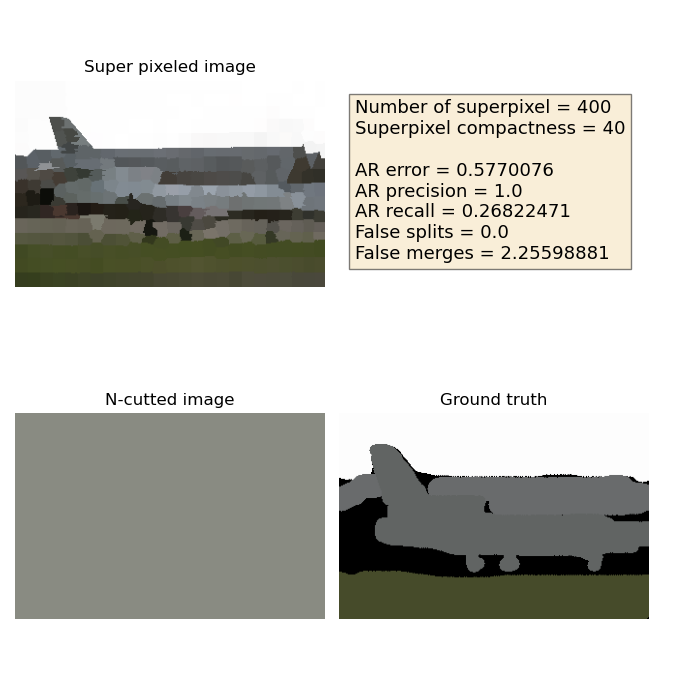 Super pixeled image
Number of superpixel = 400
Superpixel compactness = 40
AR error = 0.5770076
AR precision = 1.0
AR recall = 0.26822471
False splits = 0.0
False merges = 2.25598881
N-cutted image
Ground truth